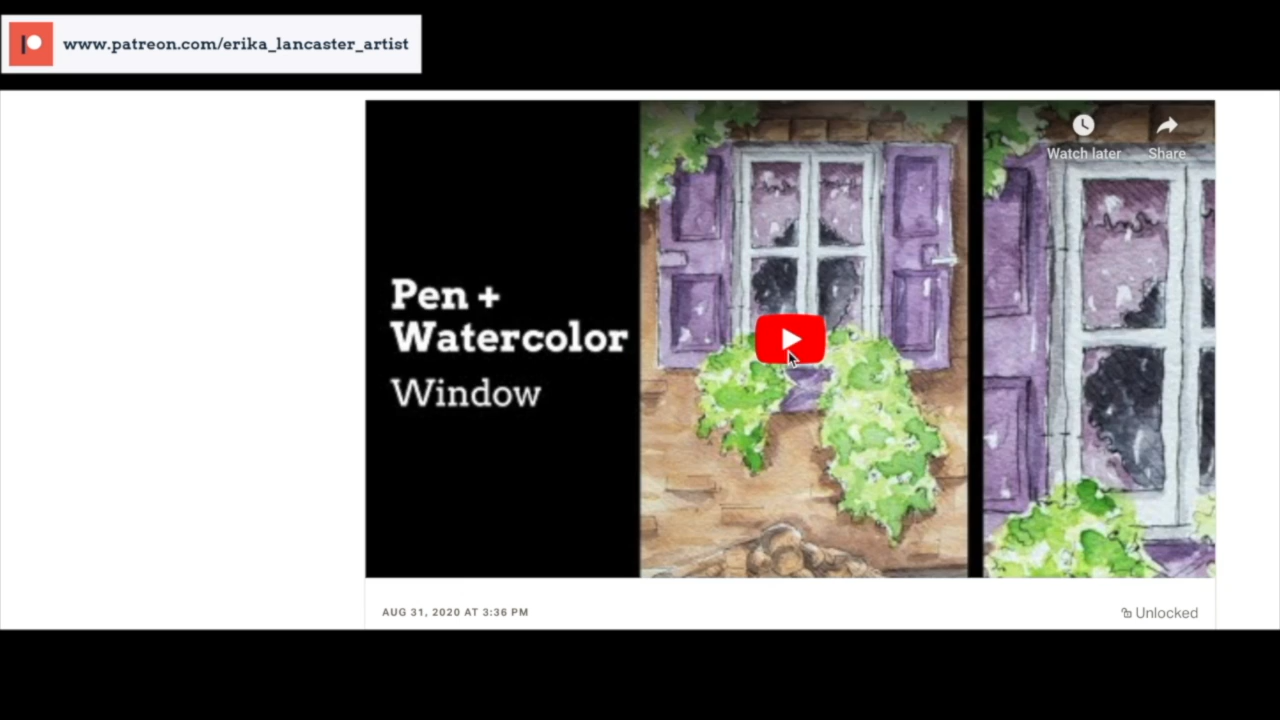 www.patreon.com/erika_lancaster_artist
Watch later
Share
Pen +
Watercolor
Window
AUG 31, 2020 AT 3:36 PM
Unlocked